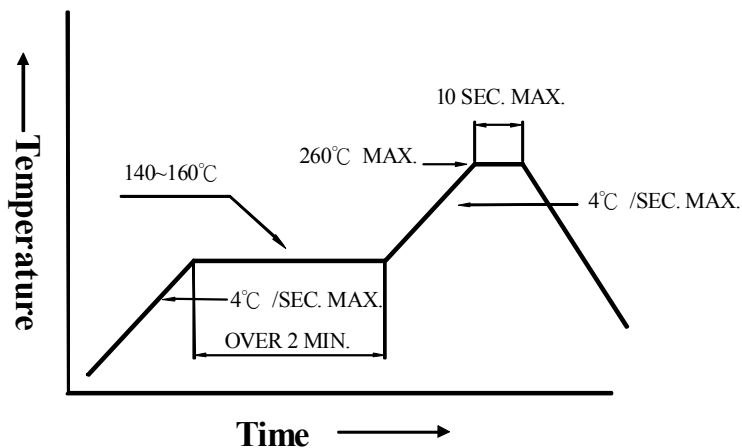 10 SEC. MAX.
260℃ MAX.
140~160℃
4℃ /SEC. MAX.
4℃ /SEC. MAX.
OVER 2 MIN.
Temperature
Time